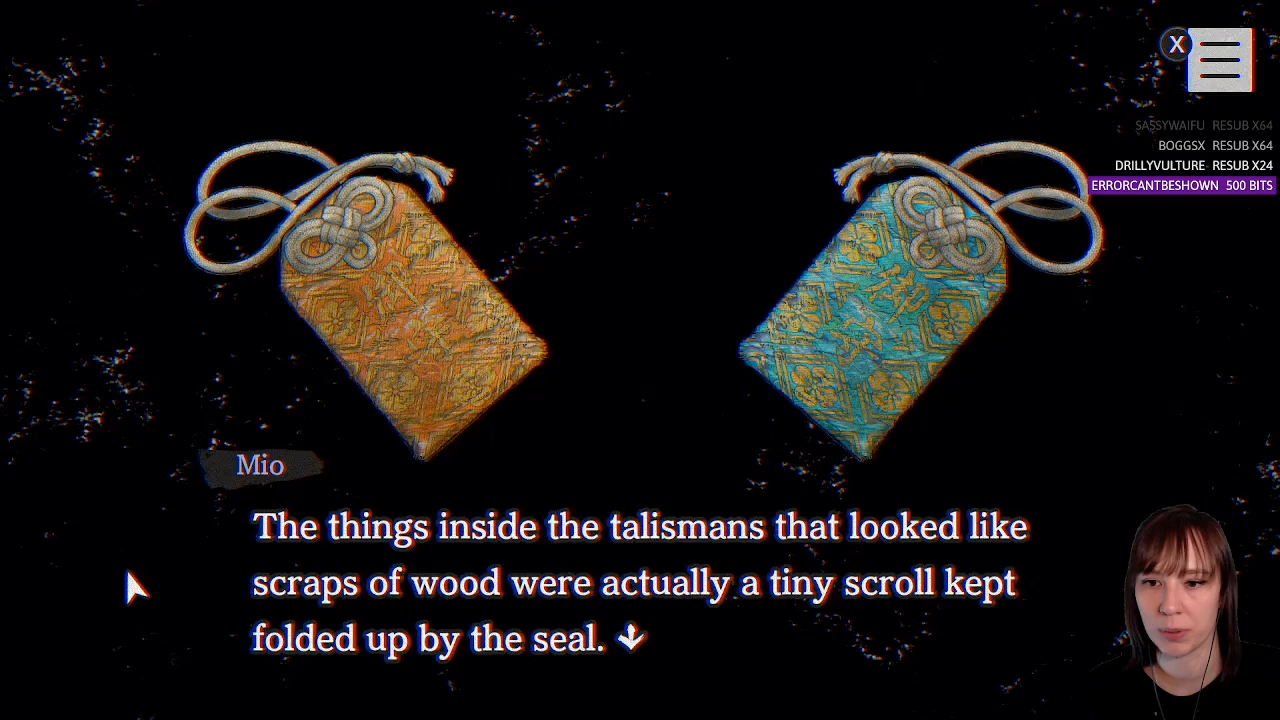 X
SASSYWAIFU RESUB X64
BOGGSX RESUB X64
DRILLYVULTURE RESUB X24
ERRORCANTBESHOWN 500 BITS
Mio
The things inside the talismans that looked like
scraps of wood were actually a tiny scroll kept
folded up by the seal.